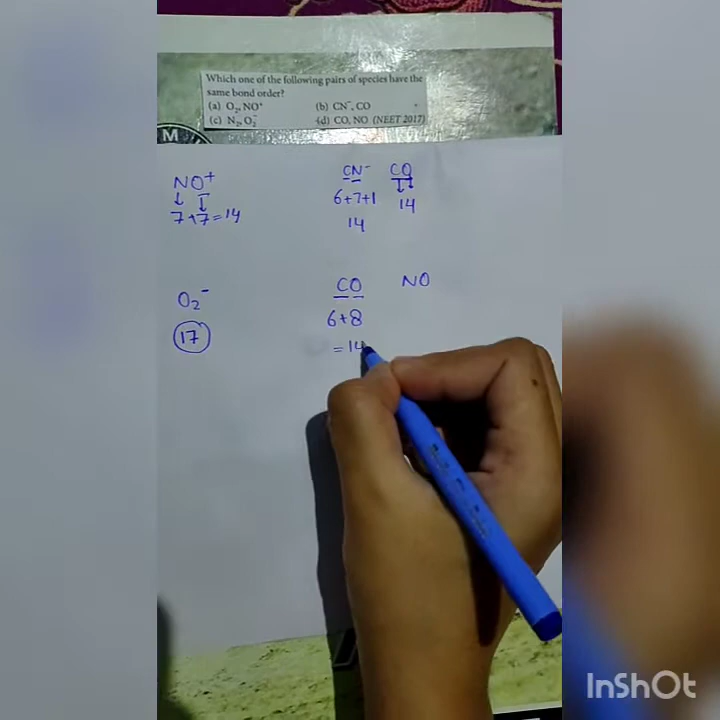 Which one of the following pairs of species have the
same bond order?
(a) O₂, NO⁺ (b) CN⁻, CO
(c) N₂, O₂⁻ (d) CO, NO (NEET 2017)
M
NO⁺ CN⁻ CO
↓ ↓ 6+7+1 ↓↓
7+7=14 14
14
CO NO
O₂⁻
6+8
17
=14
InShOt